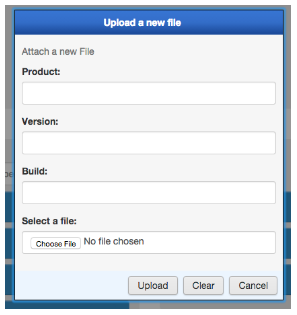 Upload a new file
Attach a new File
Product:
Version:
Build:
Select a file:
Choose File No file chosen
Upload Clear Cancel